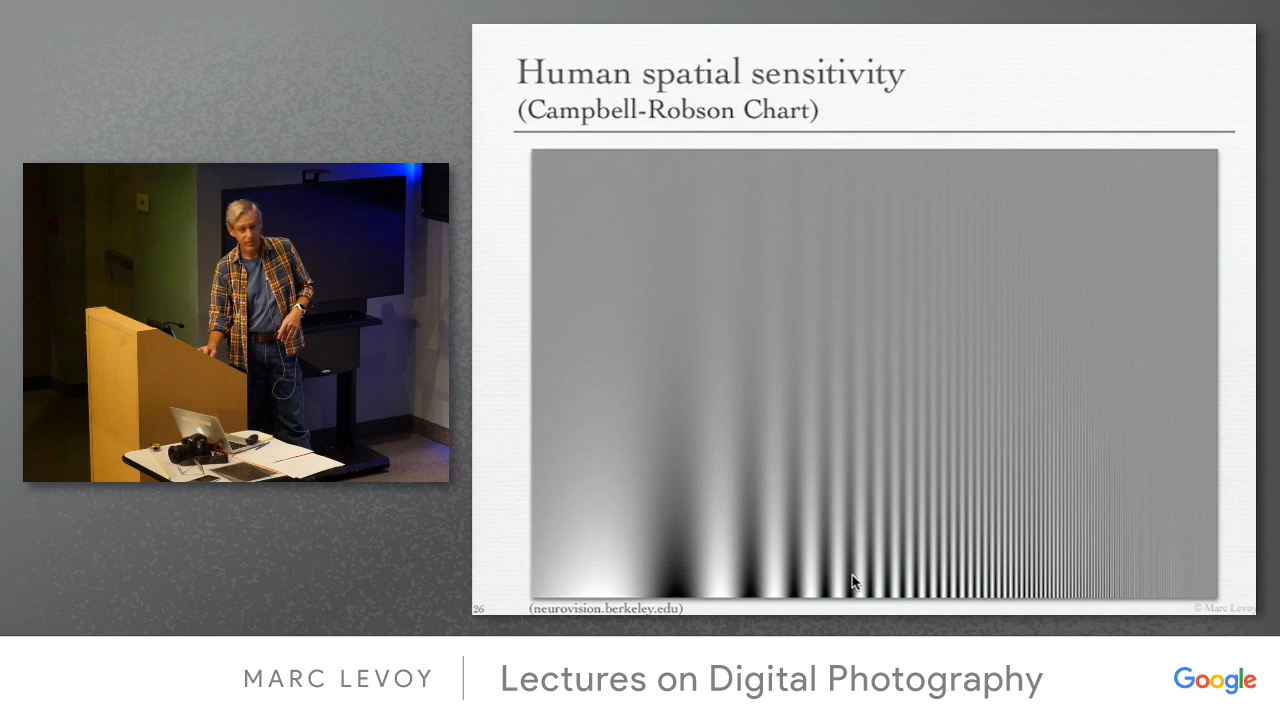 Human spatial sensitivity
(Campbell-Robson Chart)
26
(neurovision.berkeley.edu)
© Marc Levoy
MARC LEVOY
Lectures on Digital Photography
Google